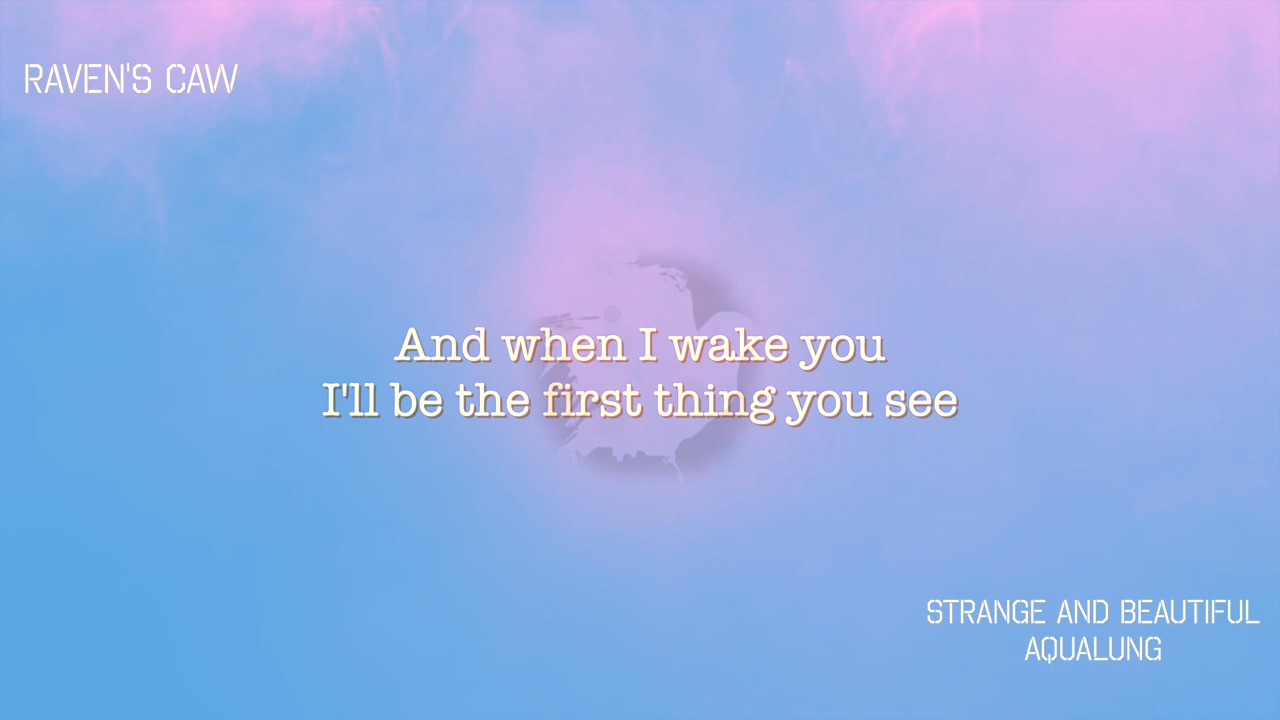 RAVEN'S CAW
And when I wake you
I'll be the first thing you see
STRANGE AND BEAUTIFUL
AQUALUNG